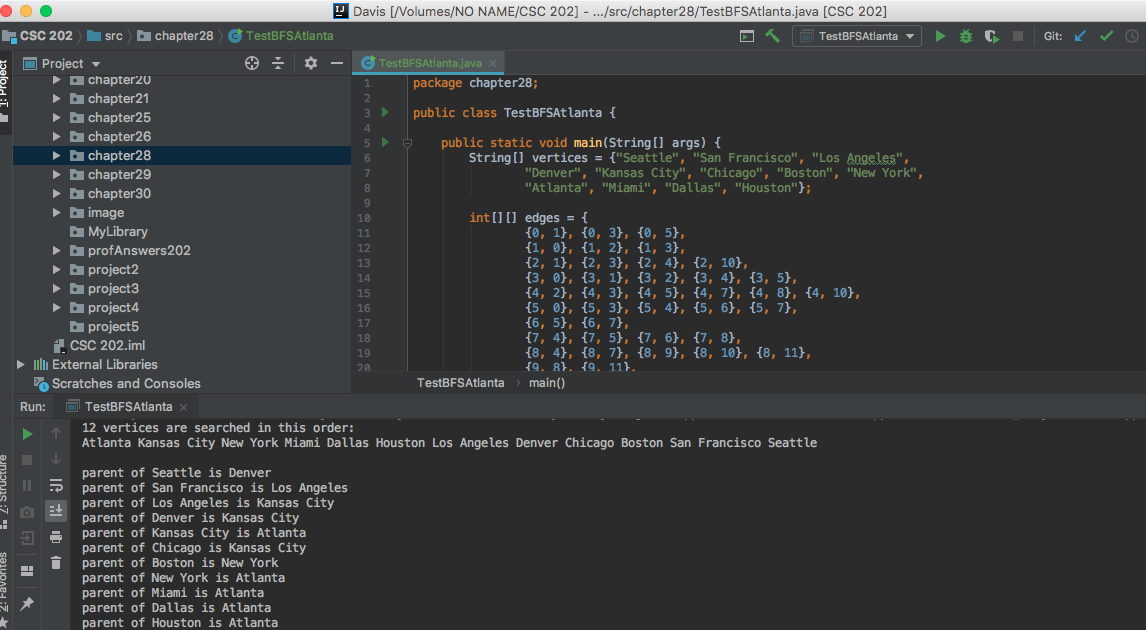 Davis [/Volumes/NO NAME/CSC 202] - .../src/chapter28/TestBFSAtlanta.java [CSC 202]
CSC 202 src chapter28 TestBFSAtlanta TestBFSAtlanta Git:
1: Project
Project
TestBFSAtlanta.java
chapter20
chapter21
chapter25
chapter26
chapter28
chapter29
chapter30
image
MyLibrary
profAnswers202
project2
project3
project4
project5
CSC 202.iml
External Libraries
Scratches and Consoles
1 package chapter28;
2
3 public class TestBFSAtlanta {
4
5 public static void main(String[] args) {
6 String[] vertices = {"Seattle", "San Francisco", "Los Angeles",
7 "Denver", "Kansas City", "Chicago", "Boston", "New York",
8 "Atlanta", "Miami", "Dallas", "Houston"};
9
10 int[][] edges = {
11 {0, 1}, {0, 3}, {0, 5},
12 {1, 0}, {1, 2}, {1, 3},
13 {2, 1}, {2, 3}, {2, 4}, {2, 10},
14 {3, 0}, {3, 1}, {3, 2}, {3, 4}, {3, 5},
15 {4, 2}, {4, 3}, {4, 5}, {4, 7}, {4, 8}, {4, 10},
16 {5, 0}, {5, 3}, {5, 4}, {5, 6}, {5, 7},
17 {6, 5}, {6, 7},
18 {7, 4}, {7, 5}, {7, 6}, {7, 8},
19 {8, 4}, {8, 7}, {8, 9}, {8, 10}, {8, 11},
20 {9, 8}, {9, 11},
TestBFSAtlanta main()
Run: TestBFSAtlanta
12 vertices are searched in this order:
Atlanta Kansas City New York Miami Dallas Houston Los Angeles Denver Chicago Boston San Francisco Seattle
parent of Seattle is Denver
parent of San Francisco is Los Angeles
parent of Los Angeles is Kansas City
parent of Denver is Kansas City
parent of Kansas City is Atlanta
parent of Chicago is Kansas City
parent of Boston is New York
parent of New York is Atlanta
parent of Miami is Atlanta
parent of Dallas is Atlanta
parent of Houston is Atlanta
7: Structure
2: Favorites